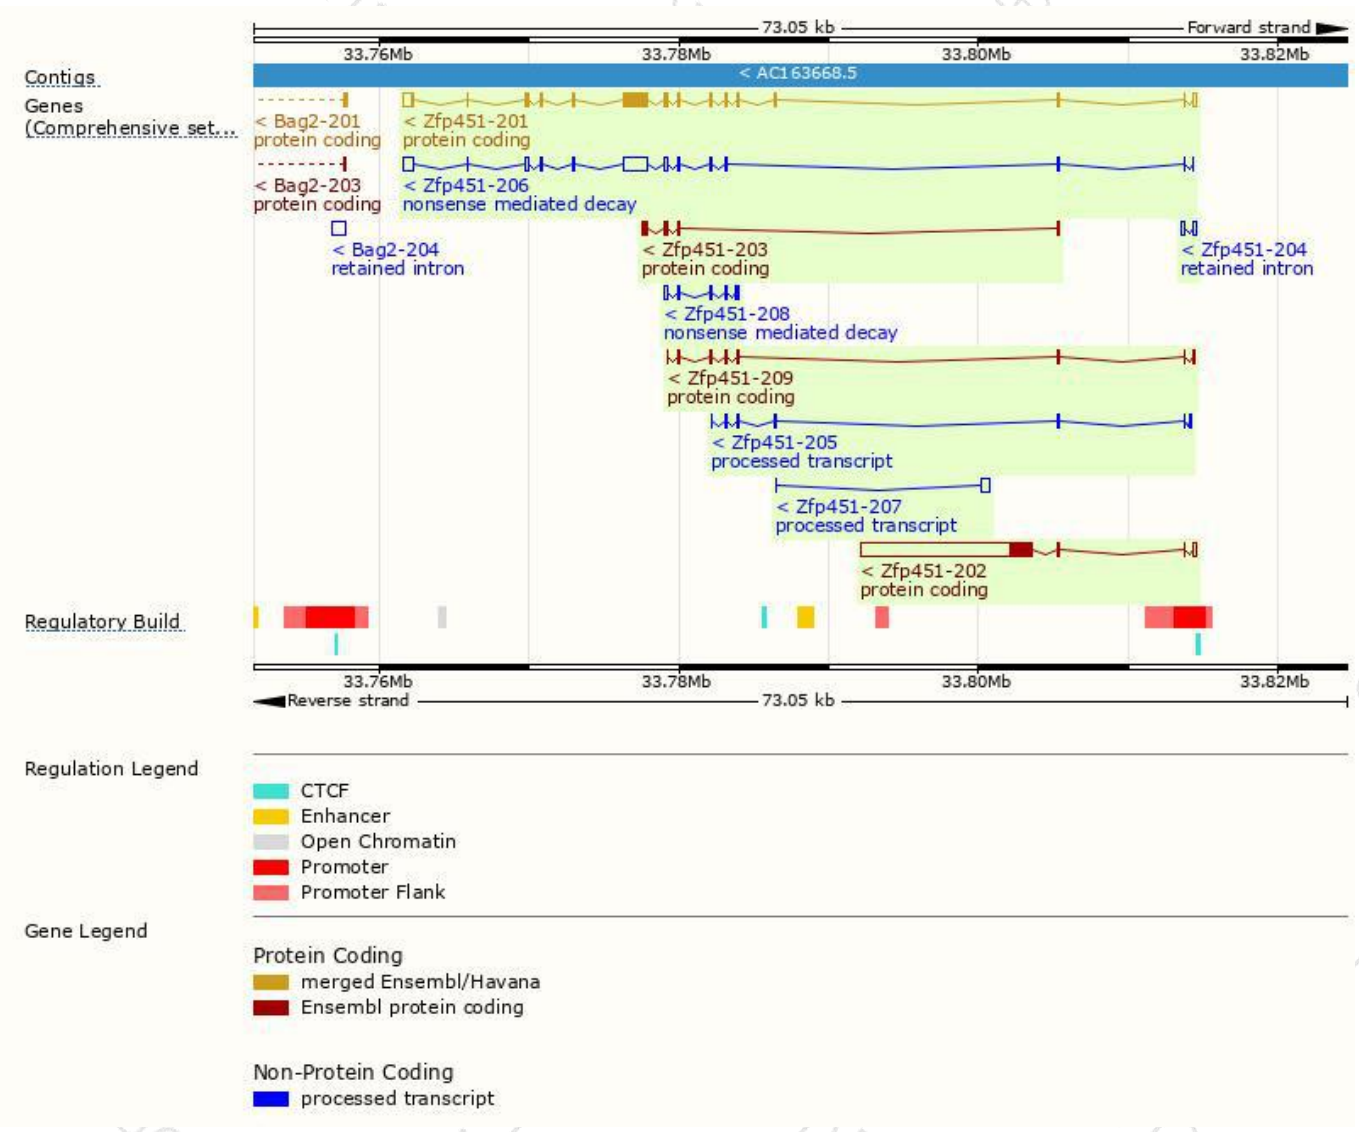 73.05 kb Forward strand
33.76Mb 33.78Mb 33.80Mb 33.82Mb
Contigs < AC163668.5
Genes
(Comprehensive set...
< Bag2-201 < Zfp451-201
protein coding protein coding
< Bag2-203 < Zfp451-206
protein coding nonsense mediated decay
< Bag2-204 < Zfp451-203 < Zfp451-204
retained intron protein coding retained intron
< Zfp451-208
nonsense mediated decay
< Zfp451-209
protein coding
< Zfp451-205
processed transcript
< Zfp451-207
processed transcript
< Zfp451-202
protein coding
Regulatory Build
33.76Mb 33.78Mb 33.80Mb 33.82Mb
Reverse strand 73.05 kb
Regulation Legend
CTCF
Enhancer
Open Chromatin
Promoter
Promoter Flank
Gene Legend
Protein Coding
merged Ensembl/Havana
Ensembl protein coding
Non-Protein Coding
processed transcript